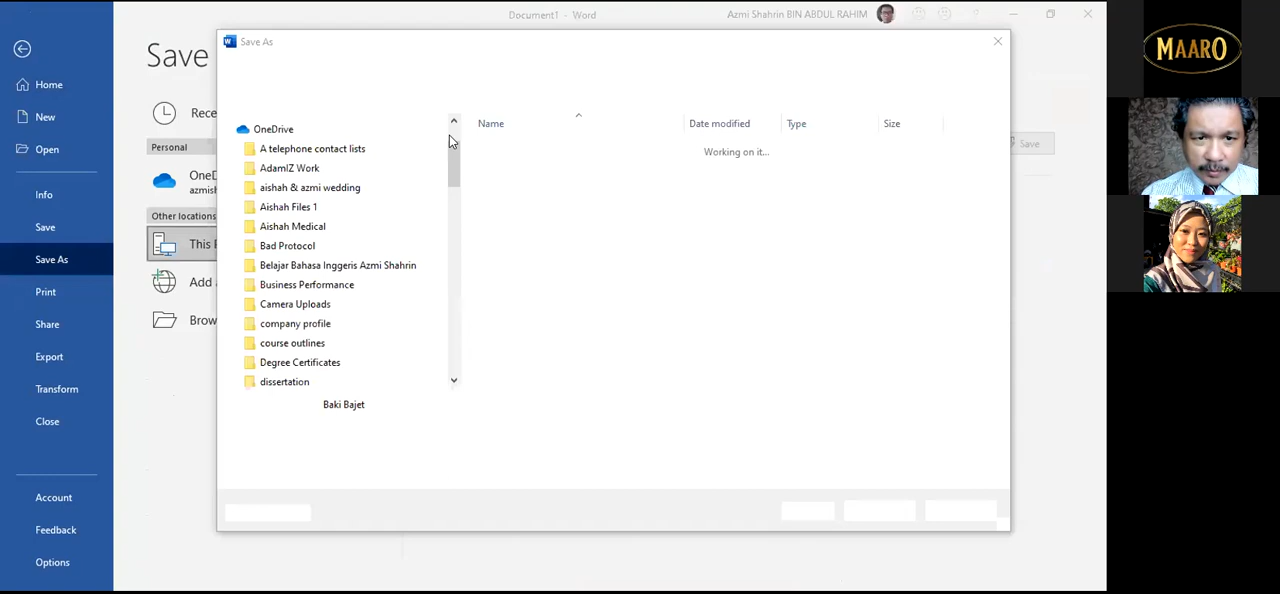 Document1 - Word
Azmi Shahrin BIN ABDUL RAHIM
Save As
Save
Home
New
Open
Info
Save
Save As
Print
Share
Export
Transform
Close
Account
Feedback
Options
Rece
Personal
OneD
azmish
Other locations
This P
Add
Brow
OneDrive
A telephone contact lists
AdamIZ Work
aishah & azmi wedding
Aishah Files 1
Aishah Medical
Bad Protocol
Belajar Bahasa Inggeris Azmi Shahrin
Business Performance
Camera Uploads
company profile
course outlines
Degree Certificates
dissertation
Baki Bajet
Name
Date modified
Type
Size
Working on it...
Save
MAARO